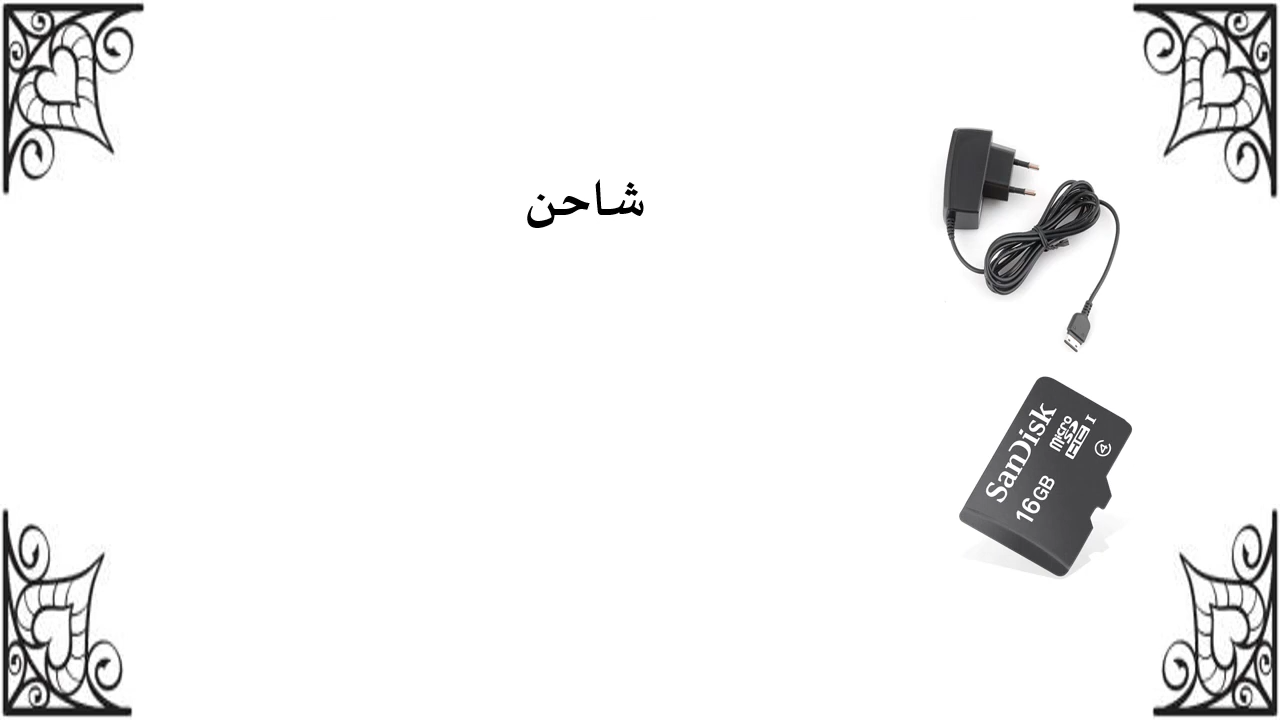 شاحن
SanDisk
micro
SD
HC I
4
16GB